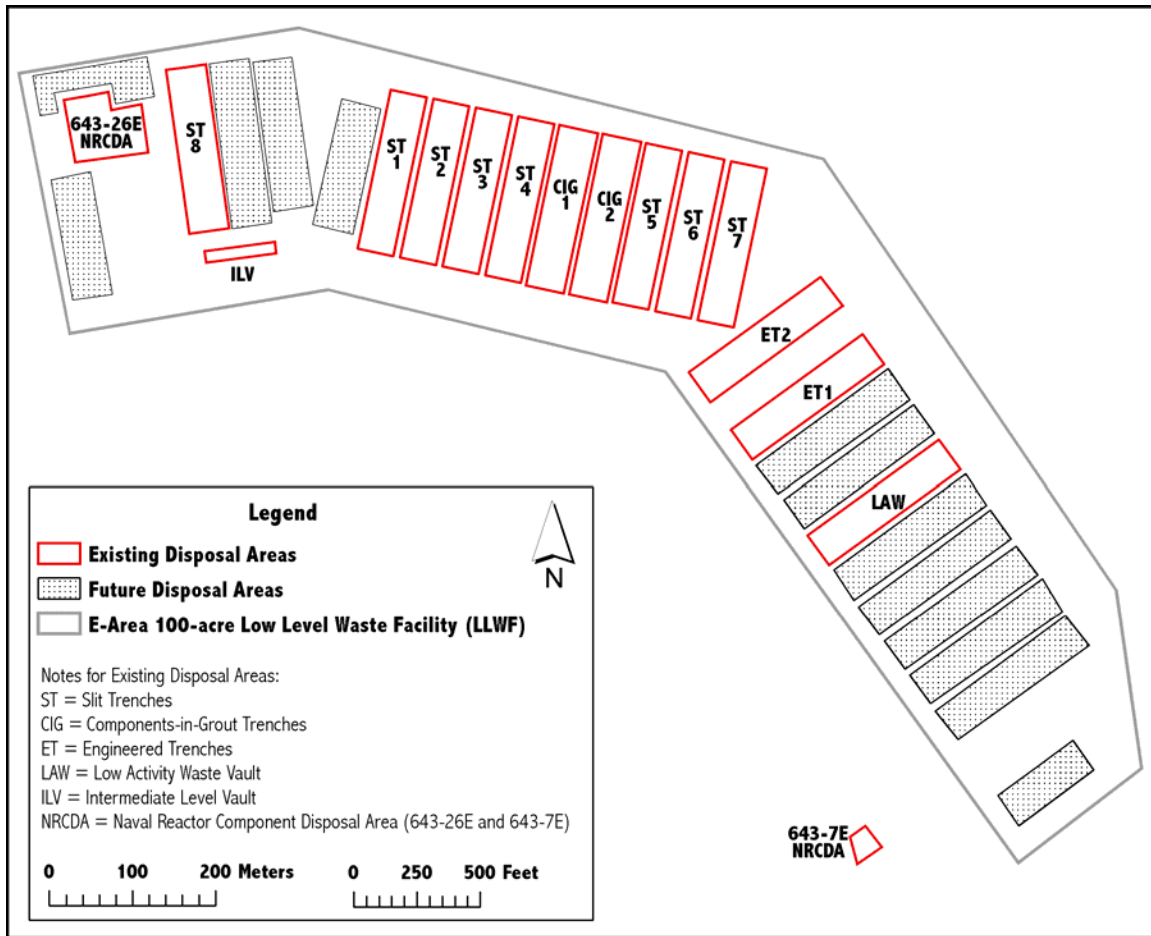 643-26E
NRCDA
ST
8
ILV
ST
1
ST
2
ST
3
ST
4
CIG
1
CIG
2
ST
5
ST
6
ST
7
ET2
ET1
LAW
643-7E
NRCDA
Legend
Existing Disposal Areas
Future Disposal Areas
E-Area 100-acre Low Level Waste Facility (LLWF)
N
Notes for Existing Disposal Areas:
ST = Slit Trenches
CIG = Components-in-Grout Trenches
ET = Engineered Trenches
LAW = Low Activity Waste Vault
ILV = Intermediate Level Vault
NRCDA = Naval Reactor Component Disposal Area (643-26E and 643-7E)
0 100 200 Meters
0 250 500 Feet